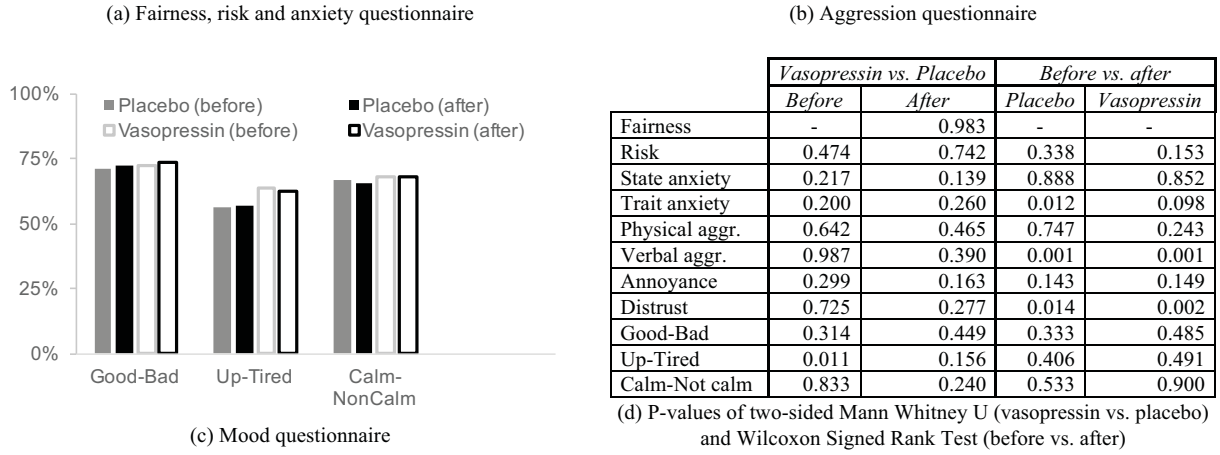 (a) Fairness, risk and anxiety questionnaire
(b) Aggression questionnaire
100%
75%
50%
25%
0%
Placebo (before) Placebo (after)
Vasopressin (before) Vasopressin (after)
Good-Bad Up-Tired Calm-
NonCalm
(c) Mood questionnaire
Vasopressin vs. Placebo Before vs. after
Before After Placebo Vasopressin
Fairness - 0.983 - -
Risk 0.474 0.742 0.338 0.153
State anxiety 0.217 0.139 0.888 0.852
Trait anxiety 0.200 0.260 0.012 0.098
Physical aggr. 0.642 0.465 0.747 0.243
Verbal aggr. 0.987 0.390 0.001 0.001
Annoyance 0.299 0.163 0.143 0.149
Distrust 0.725 0.277 0.014 0.002
Good-Bad 0.314 0.449 0.333 0.485
Up-Tired 0.011 0.156 0.406 0.491
Calm-Not calm 0.833 0.240 0.533 0.900
(d) P-values of two-sided Mann Whitney U (vasopressin vs. placebo)
and Wilcoxon Signed Rank Test (before vs. after)